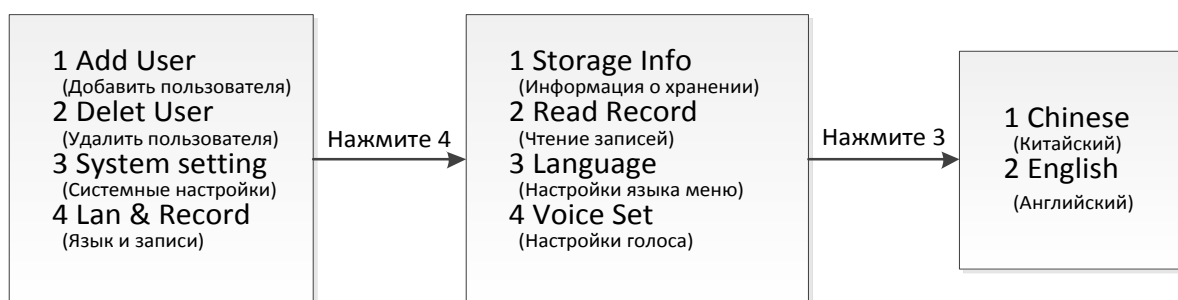 1 Add User
(Добавить пользователя)
2 Delet User
(Удалить пользователя)
3 System setting
(Системные настройки)
4 Lan & Record
(Язык и записи)
Нажмите 4
1 Storage Info
(Информация о хранении)
2 Read Record
(Чтение записей)
3 Language
(Настройки языка меню)
4 Voice Set
(Настройки голоса)
Нажмите 3
1 Chinese
(Китайский)
2 English
(Английский)